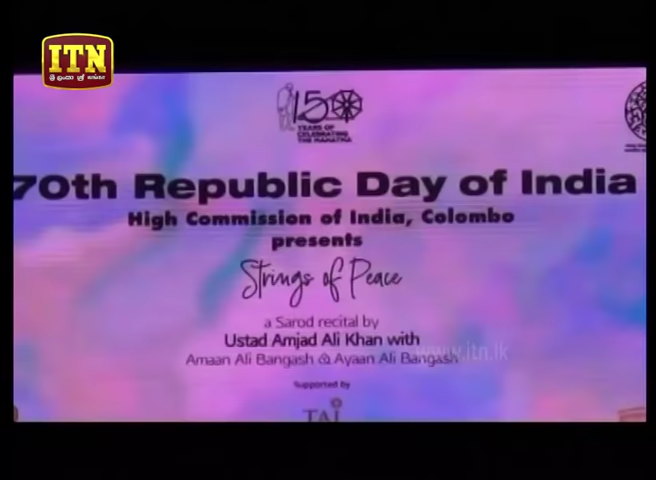 ITN
ශ්‍රී ලංකා ஸ்ரீ லங்கா
150
YEARS OF
CELEBRATING
THE MAHATMA
70th Republic Day of India
High Commission of India, Colombo
presents
Strings of Peace
a Sarod recital by
Ustad Amjad Ali Khan with
Amaan Ali Bangash & Ayaan Ali Bangash
www.itn.lk
Supported by
TAJ